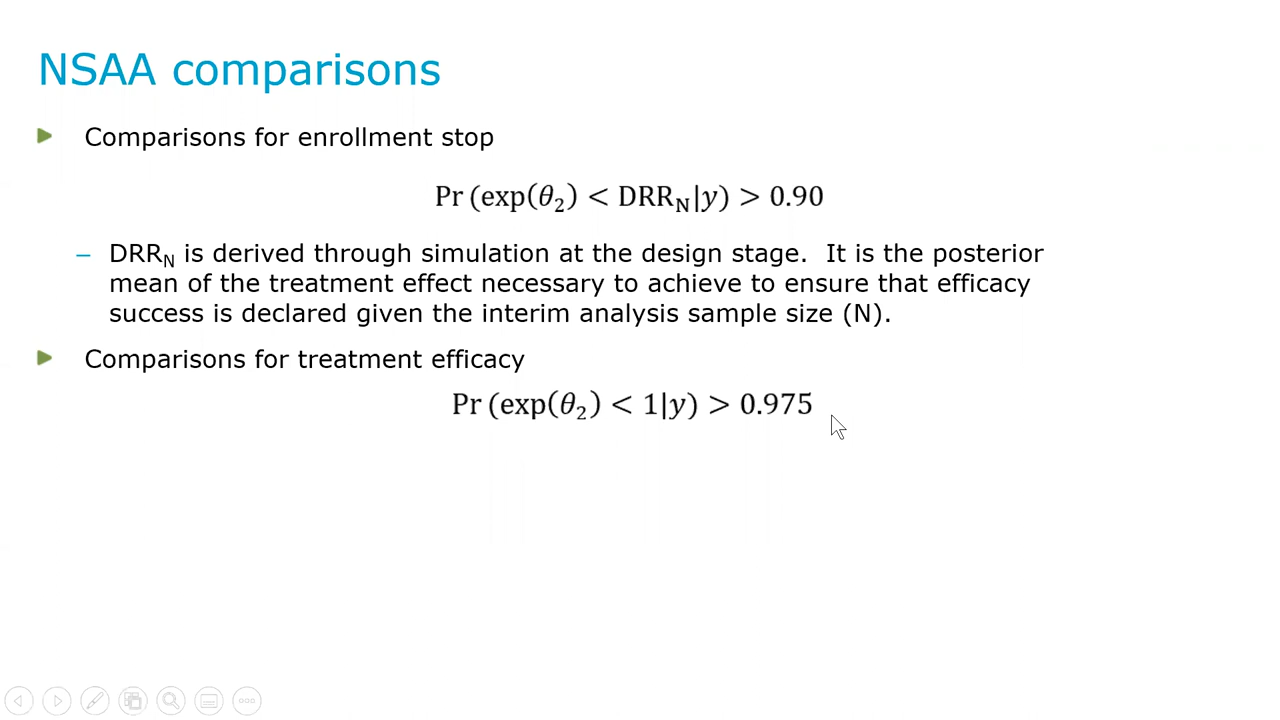 NSAA comparisons
Comparisons for enrollment stop
Pr (exp(θ₂) < DRR_N|y) > 0.90
– DRR_N is derived through simulation at the design stage.  It is the posterior
mean of the treatment effect necessary to achieve to ensure that efficacy
success is declared given the interim analysis sample size (N).
Comparisons for treatment efficacy
Pr (exp(θ₂) < 1|y) > 0.975